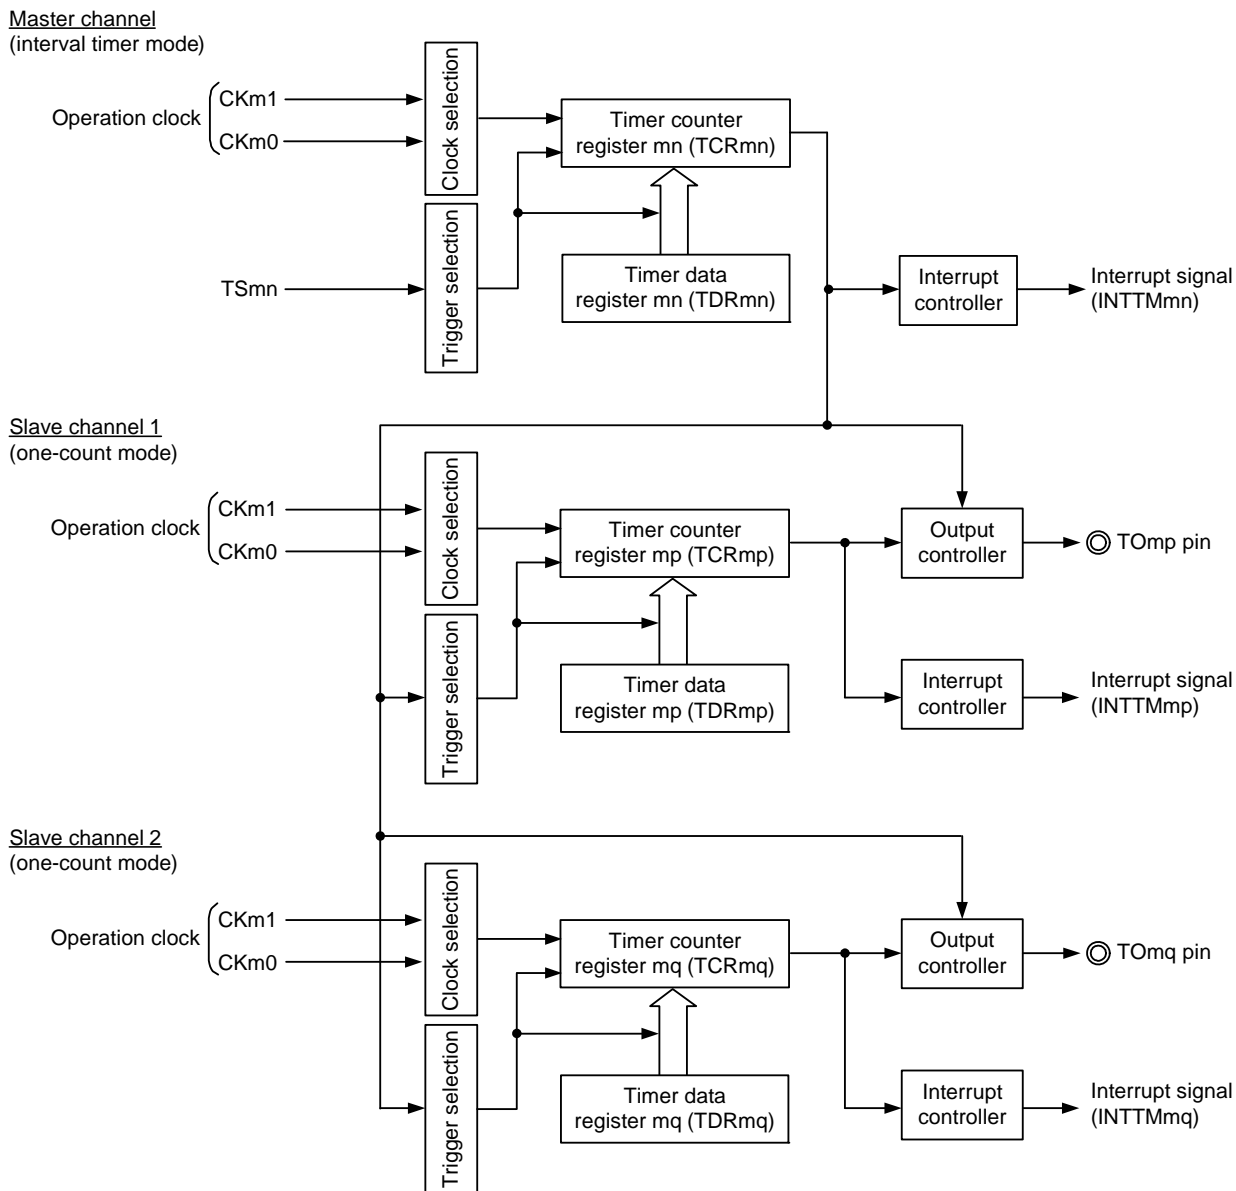 Master channel
(interval timer mode)
Operation clock
CKm1
CKm0
Clock selection
Timer counter
register mn (TCRmn)
TSmn
Trigger selection
Timer data
register mn (TDRmn)
Interrupt
controller
Interrupt signal
(INTTMmn)
Slave channel 1
(one-count mode)
Operation clock
CKm1
CKm0
Clock selection
Timer counter
register mp (TCRmp)
Output
controller
TOmp pin
Trigger selection
Timer data
register mp (TDRmp)
Interrupt
controller
Interrupt signal
(INTTMmp)
Slave channel 2
(one-count mode)
Operation clock
CKm1
CKm0
Clock selection
Timer counter
register mq (TCRmq)
Output
controller
TOmq pin
Trigger selection
Timer data
register mq (TDRmq)
Interrupt
controller
Interrupt signal
(INTTMmq)